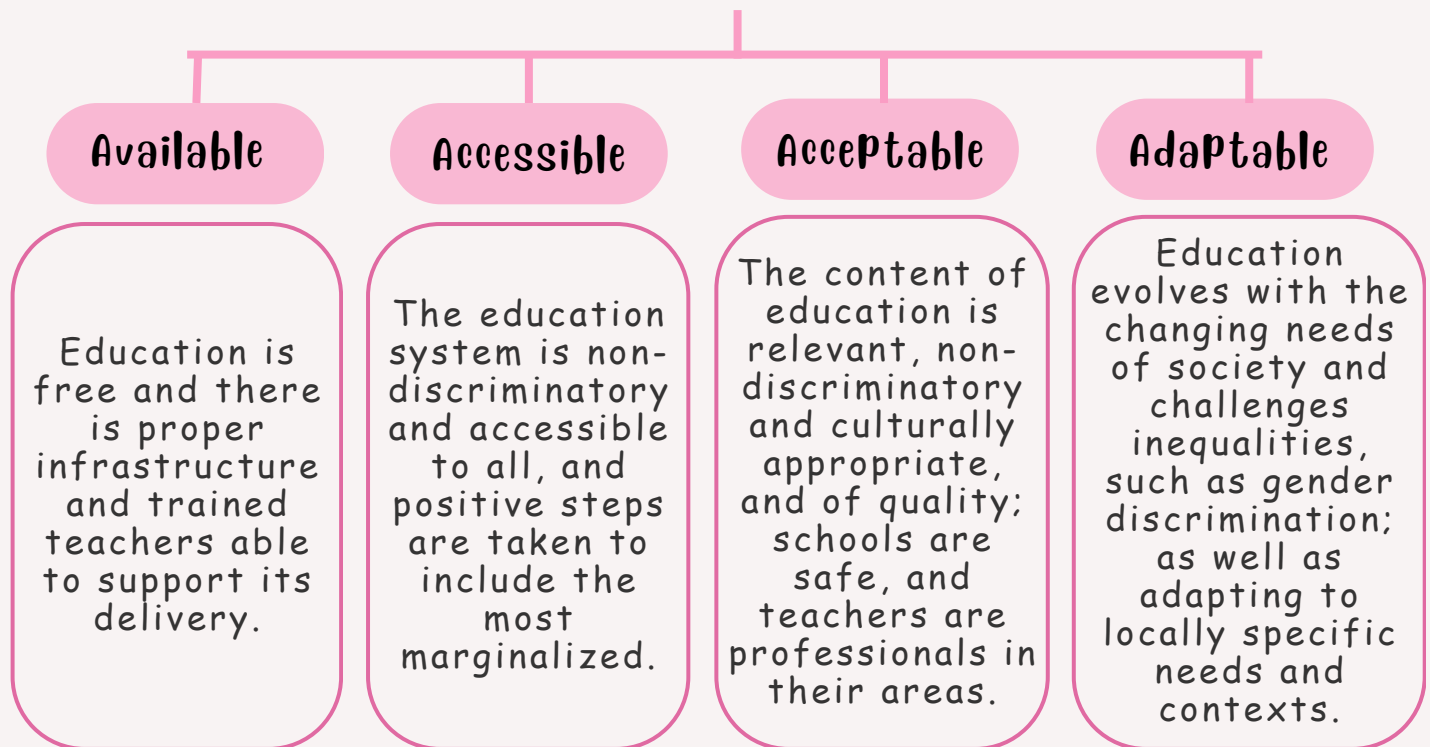 Available
Education is
free and there
is proper
infrastructure
and trained
teachers able
to support its
delivery.
Accessible
The education
system is non-
discriminatory
and accessible
to all, and
positive steps
are taken to
include the
most
marginalized.
Acceptable
The content of
education is
relevant, non-
discriminatory
and culturally
appropriate,
and of quality;
schools are
safe, and
teachers are
professionals in
their areas.
Adaptable
Education
evolves with the
changing needs
of society and
challenges
inequalities,
such as gender
discrimination;
as well as
adapting to
locally specific
needs and
contexts.